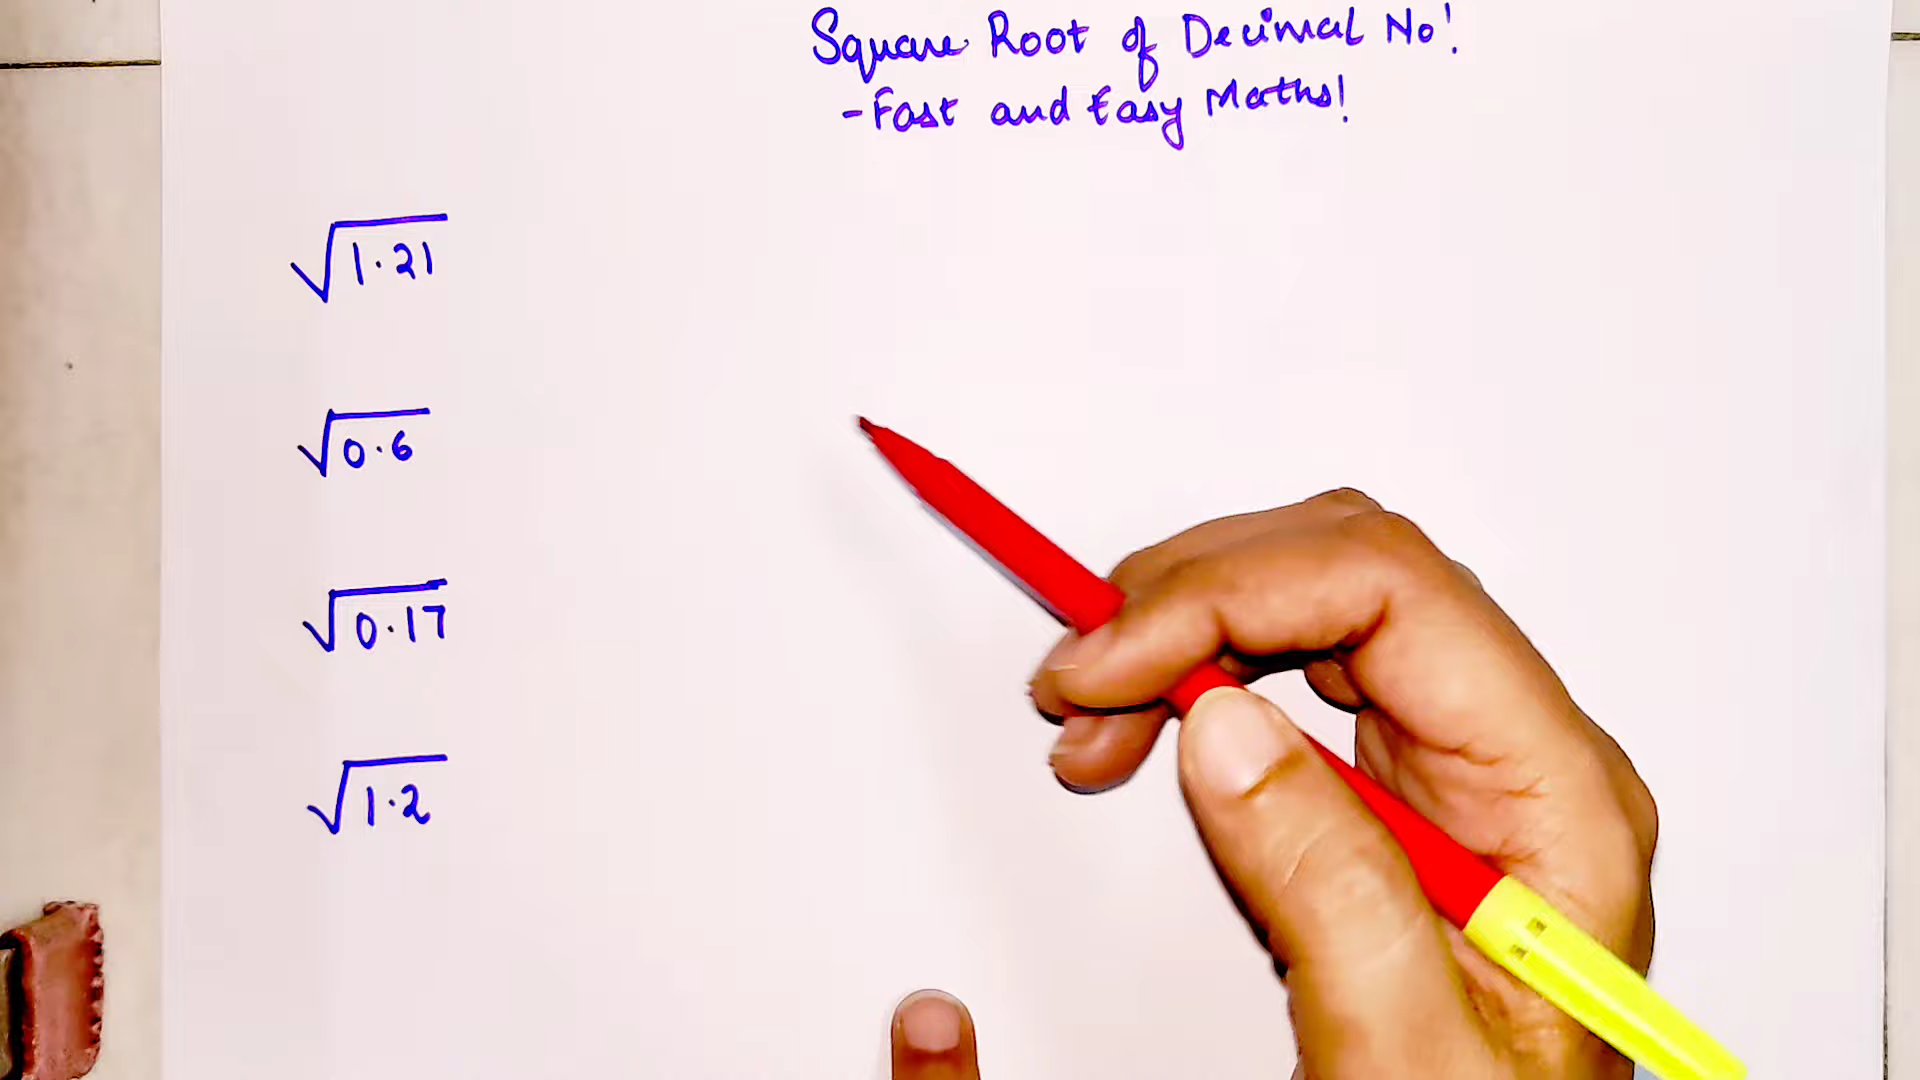 Square Root of Decimal No!
- Fast and Easy Maths!
√1.21
√0.6
√0.17
√1.2